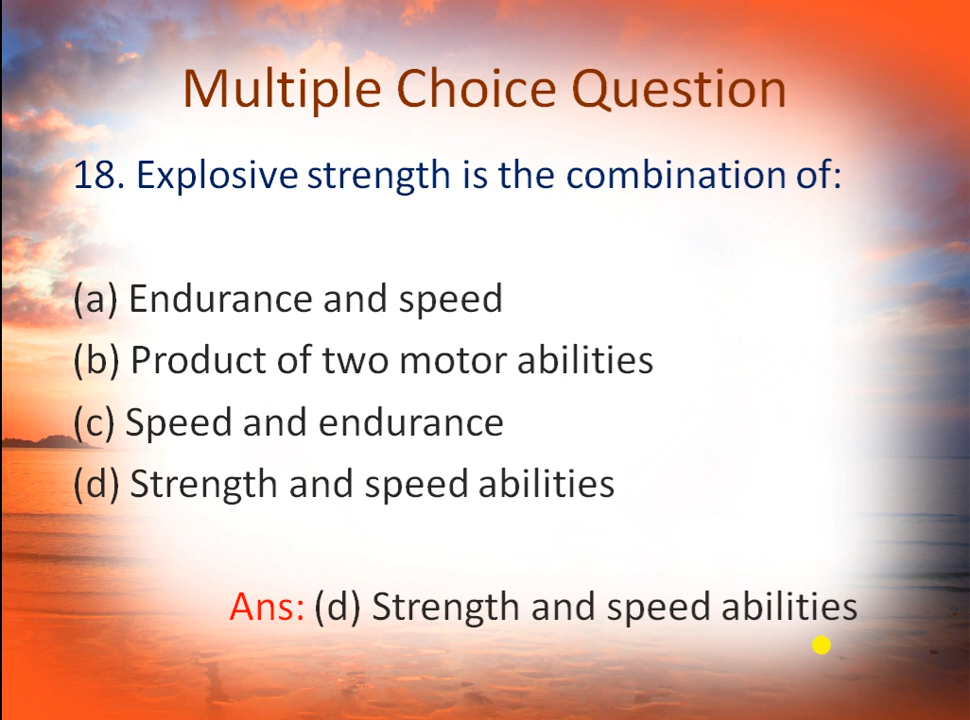 Multiple Choice Question
18. Explosive strength is the combination of:
(a) Endurance and speed
(b) Product of two motor abilities
(c) Speed and endurance
(d) Strength and speed abilities
Ans: (d) Strength and speed abilities